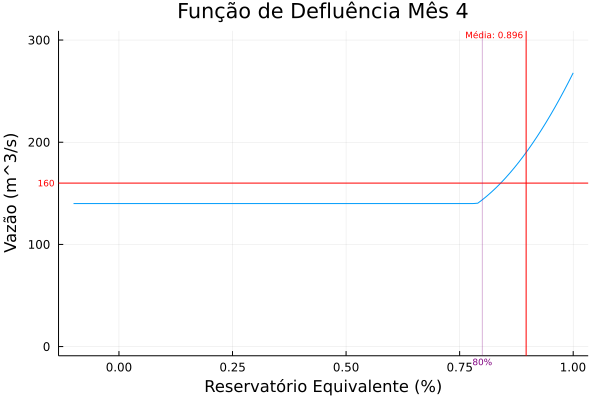 Função de Defluência Mês 4
Média: 0.896
300
200
160
100
0
Vazão (m^3/s)
0.00
0.25
0.50
0.75
80%
1.00
Reservatório Equivalente (%)